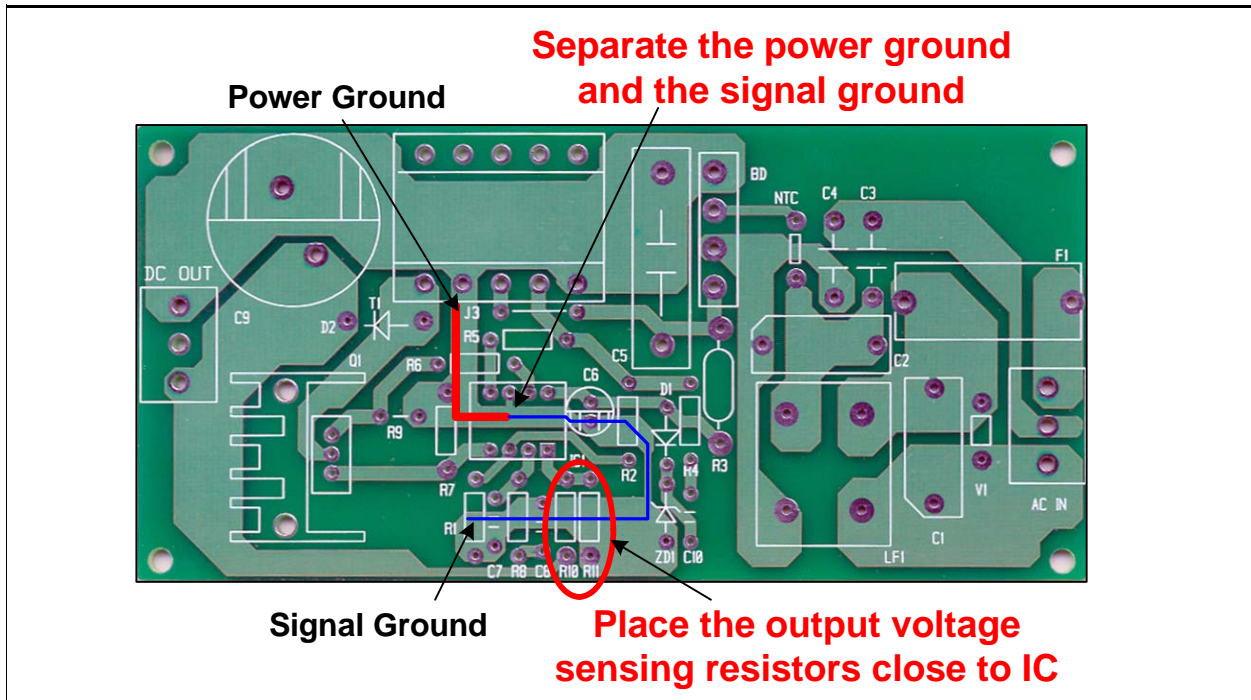 Separate the power ground
and the signal ground
Power Ground
BD
NTC
C4
C3
F1
DC OUT
T1
J3
C9
D2
R5
C5
C2
Q1
R6
C6
D1
R9
R2
R4
R3
R7
V1
AC IN
R1
C7
R8
C8
R10
R11
ZD1
C10
LF1
C1
Signal Ground
Place the output voltage
sensing resistors close to IC